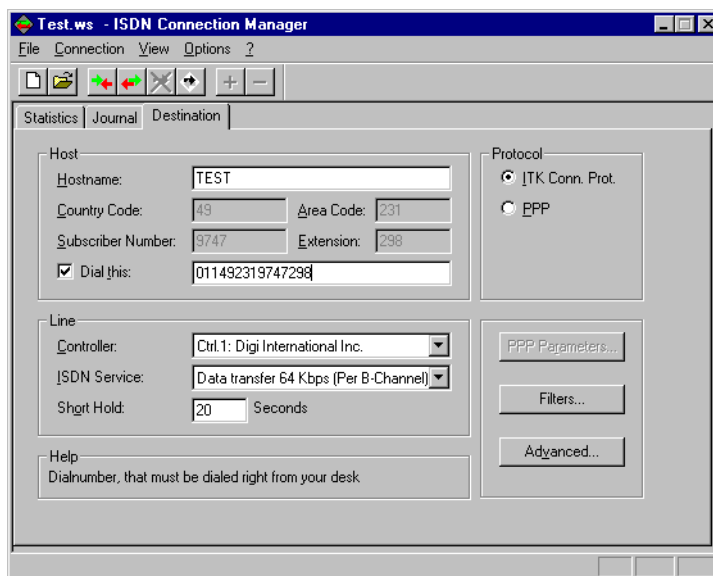 Test.ws - ISDN Connection Manager
File Connection View Options ?
Statistics Journal Destination
Host
Hostname: TEST
Country Code: 49 Area Code: 231
Subscriber Number: 9747 Extension: 298
Dial this: 011492319747298
Protocol
ITK Conn. Prot.
PPP
Line
Controller: Ctrl.1: Digi International Inc.
ISDN Service: Data transfer 64 Kbps (Per B-Channel)
Short Hold: 20 Seconds
PPP Parameters...
Filters...
Advanced...
Help
Dialnumber, that must be dialed right from your desk